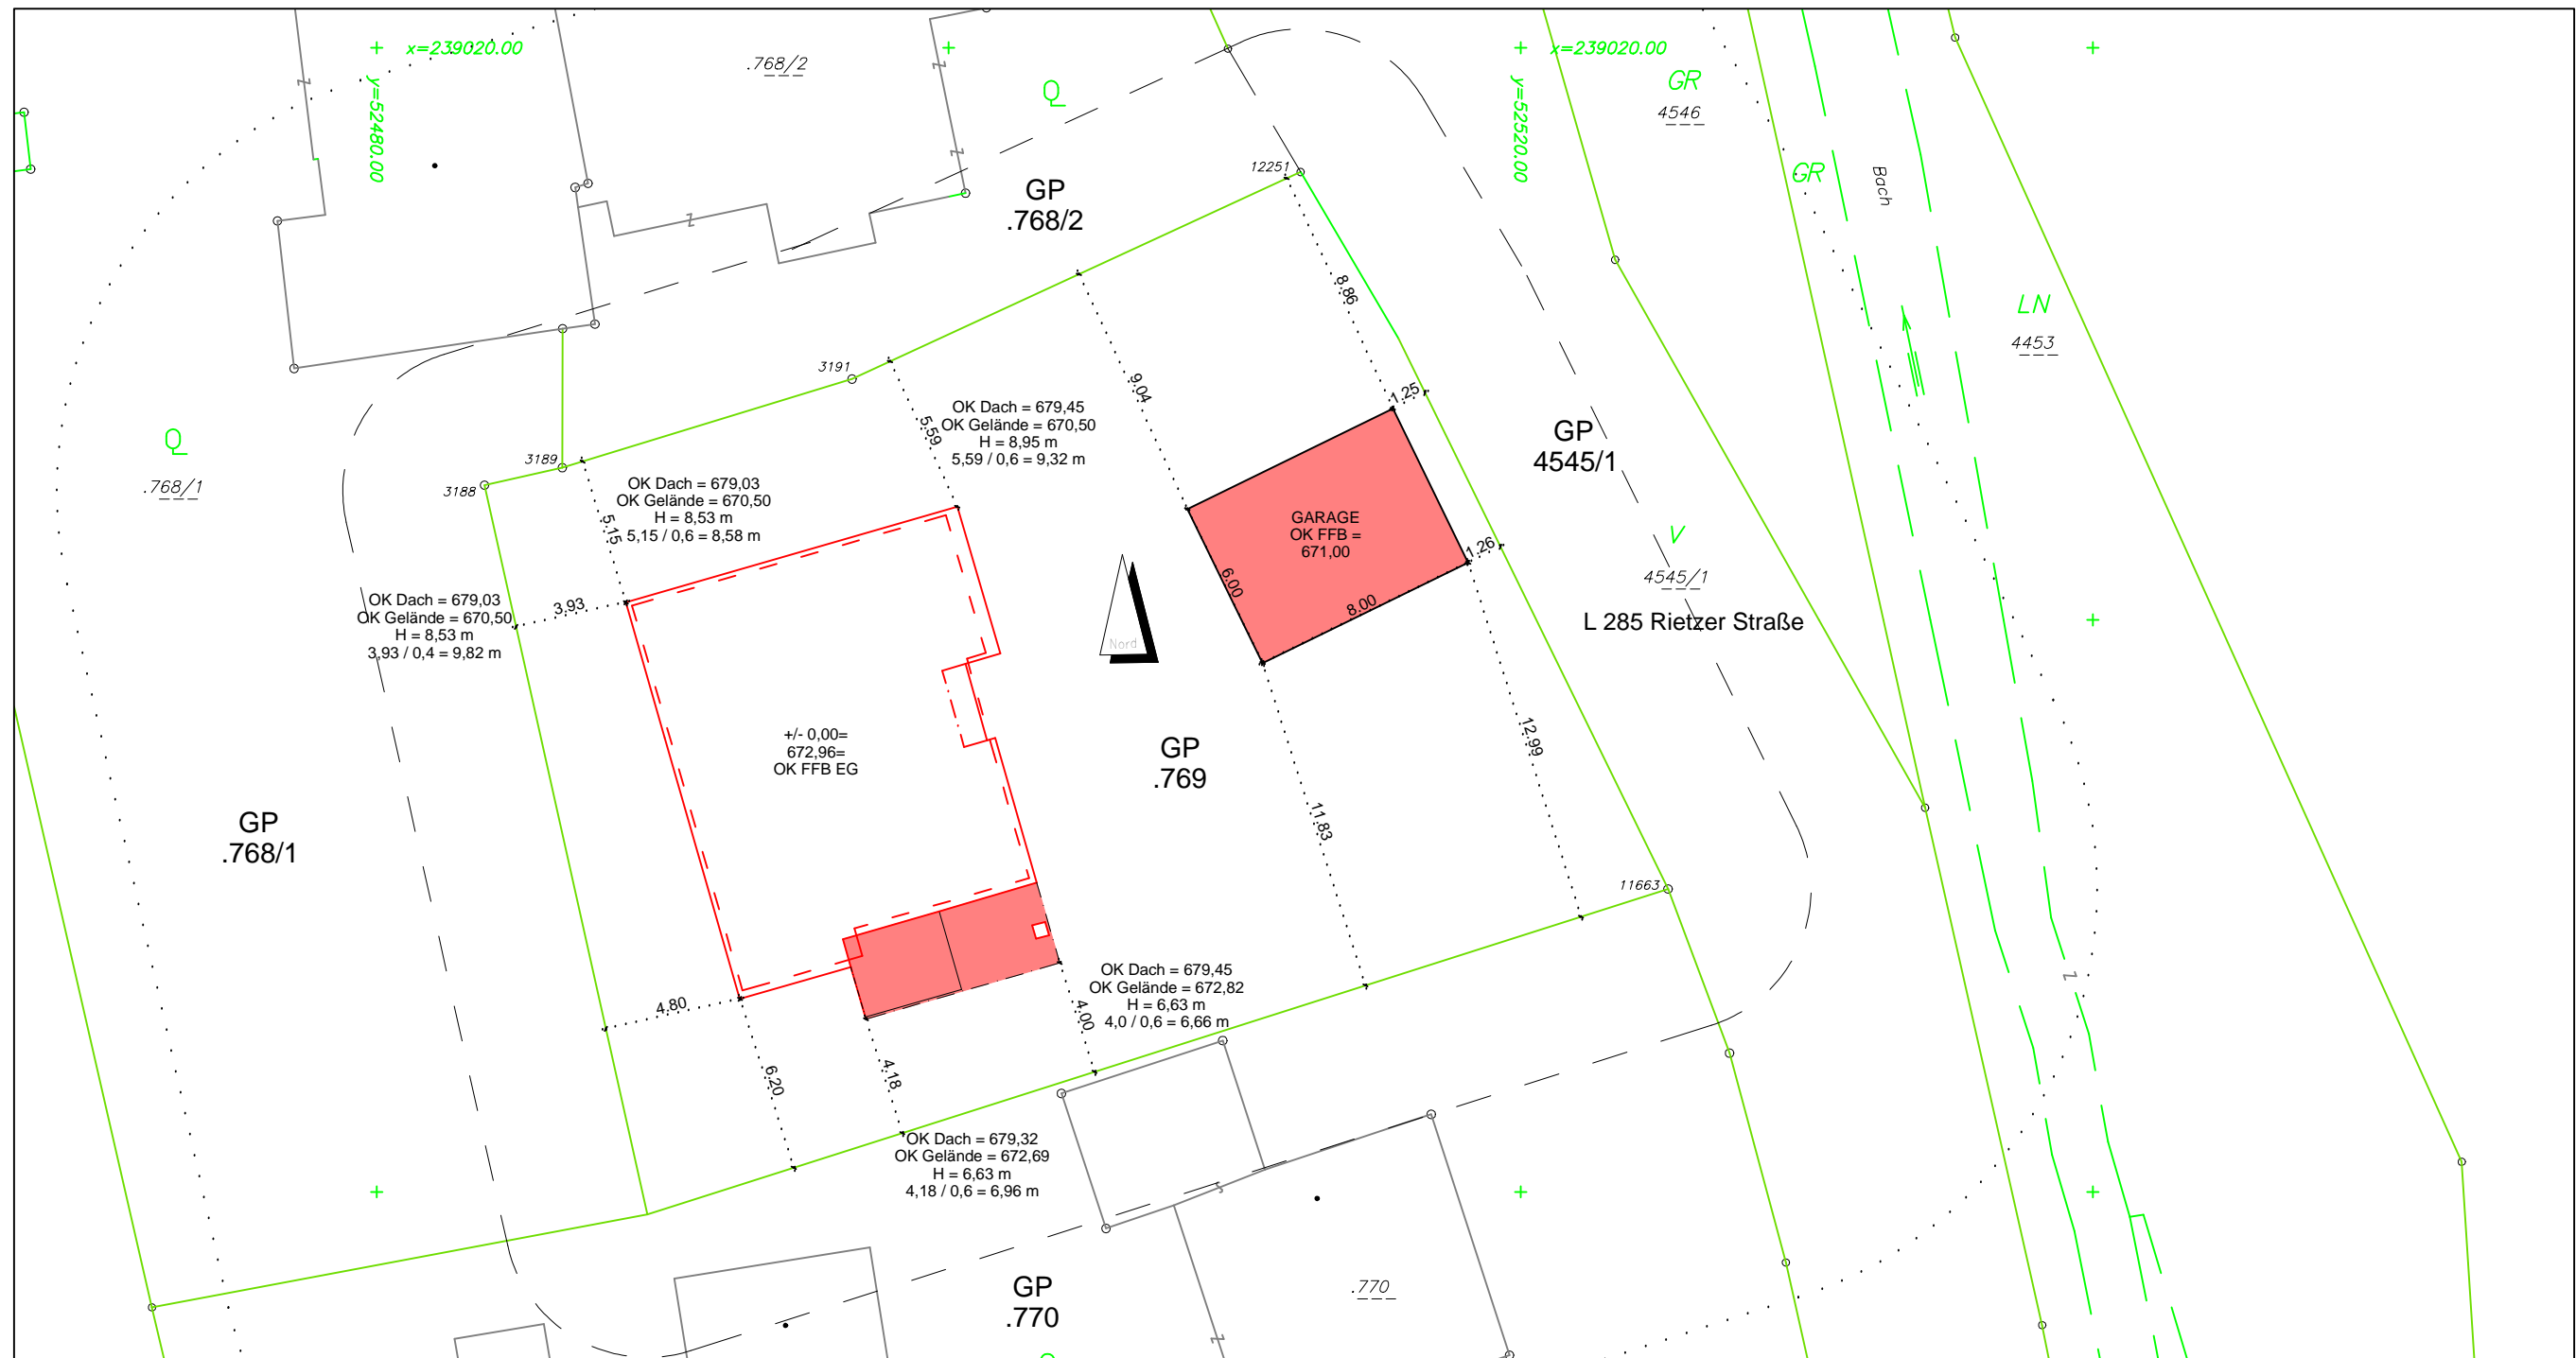 x=239020.00
y=52480.00
.768/2
Q
x=239020.00
y=52520.00
GR
4546
GR
Bach
12251
GP
.768/2
8.86
LN
4453
3191
9.04
1.25
OK Dach = 679,45
OK Gelände = 670,50
H = 8,95 m
5,59 / 0,6 = 9,32 m
5.59
GP
4545/1
Q
.768/1
3189
3188
OK Dach = 679,03
OK Gelände = 670,50
H = 8,53 m
5,15 / 0,6 = 8,58 m
5.15
GARAGE
OK FFB =
671,00
1.26
V
4545/1
6.00
8.00
L 285 Rietzer Straße
OK Dach = 679,03
OK Gelände = 670,50
H = 8,53 m
3,93 / 0,4 = 9,82 m
3.93
Nord
+/- 0,00=
672,96=
OK FFB EG
GP
.769
12.99
11.83
GP
.768/1
11663
OK Dach = 679,45
OK Gelände = 672,82
H = 6,63 m
4,0 / 0,6 = 6,66 m
4.80
4.00
6.20
4.18
OK Dach = 679,32
OK Gelände = 672,69
H = 6,63 m
4,18 / 0,6 = 6,96 m
GP
.770
.770